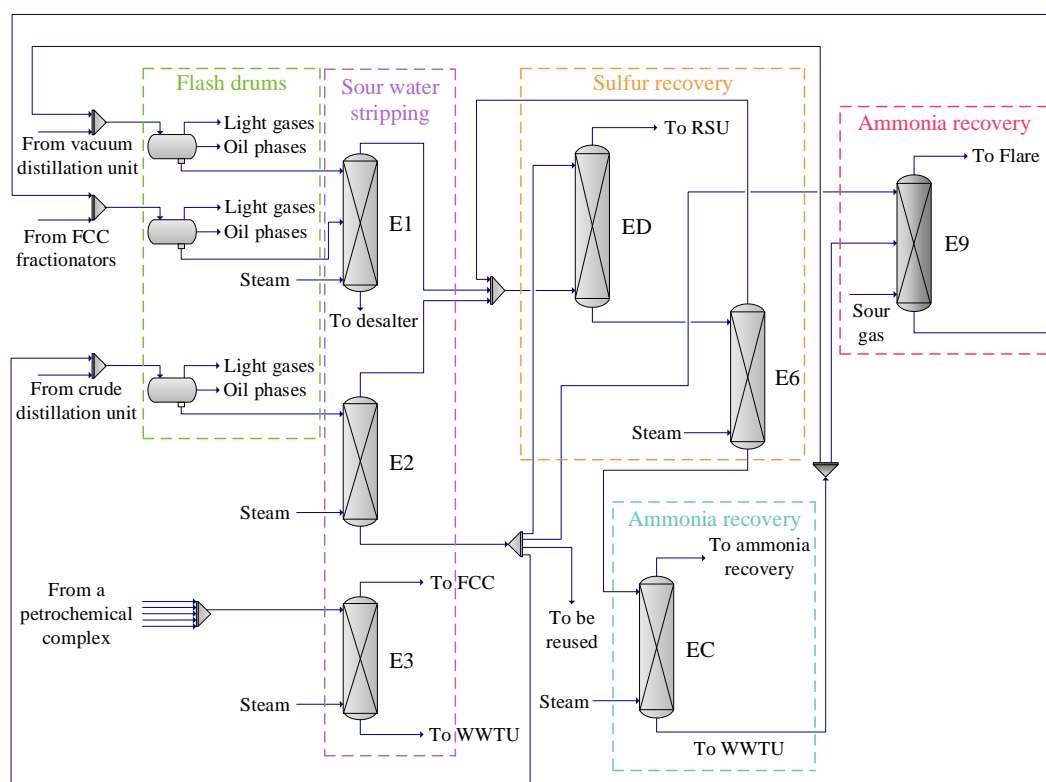 Flash drums
Sour water
stripping
Sulfur recovery
Ammonia recovery
Light gases
Oil phases
From vacuum
distillation unit
Light gases
Oil phases
From FCC
fractionators
E1
Steam
To desalter
To RSU
ED
To Flare
E9
Sour
gas
Light gases
Oil phases
From crude
distillation unit
E6
Steam
E2
Steam
Ammonia recovery
To ammonia
recovery
To FCC
From a
petrochemical
complex
To be
reused
E3
EC
Steam
Steam
To WWTU
To WWTU